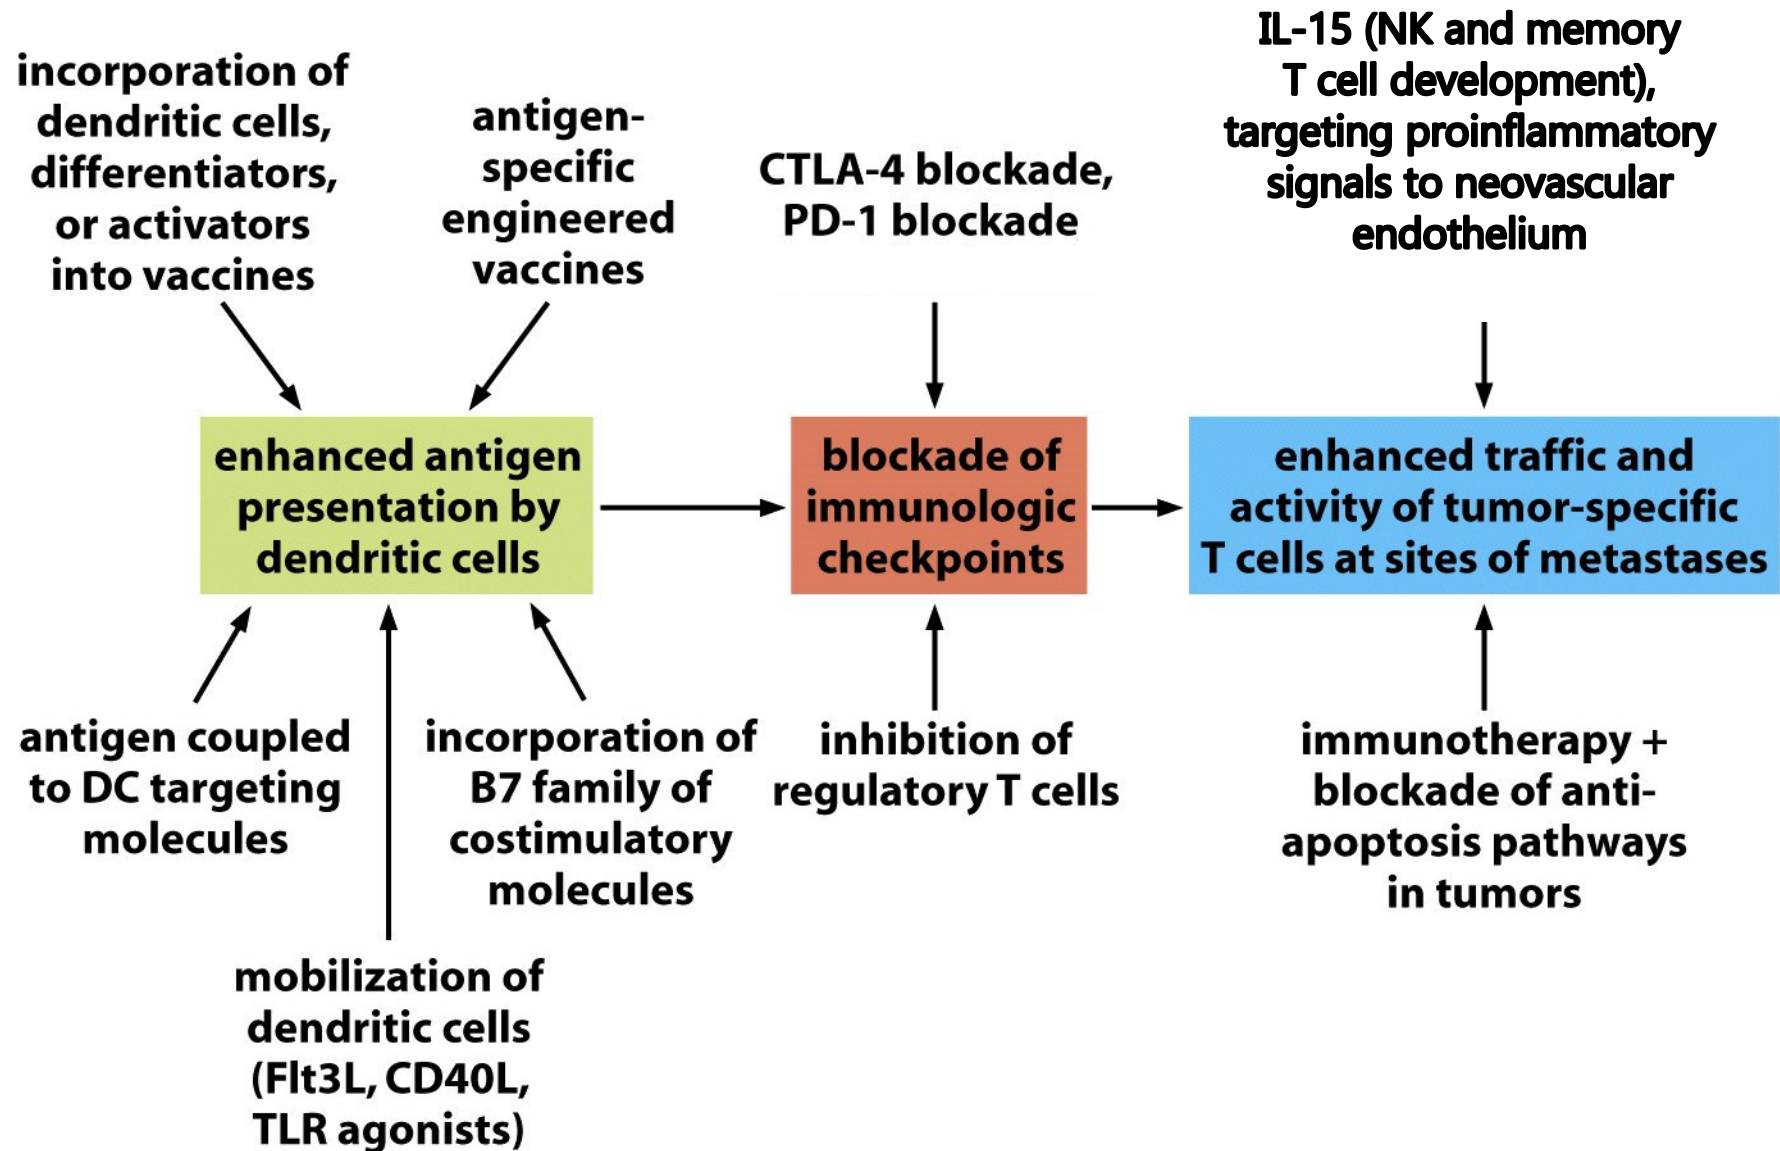 incorporation of
dendritic cells,
differentiators,
or activators
into vaccines
antigen-
specific
engineered
vaccines
CTLA-4 blockade,
PD-1 blockade
IL-15 (NK and memory
T cell development),
targeting proinflammatory
signals to neovascular
endothelium
enhanced antigen
presentation by
dendritic cells
blockade of
immunologic
checkpoints
enhanced traffic and
activity of tumor-specific
T cells at sites of metastases
antigen coupled
to DC targeting
molecules
incorporation of
B7 family of
costimulatory
molecules
inhibition of
regulatory T cells
immunotherapy +
blockade of anti-
apoptosis pathways
in tumors
mobilization of
dendritic cells
(Flt3L, CD40L,
TLR agonists)